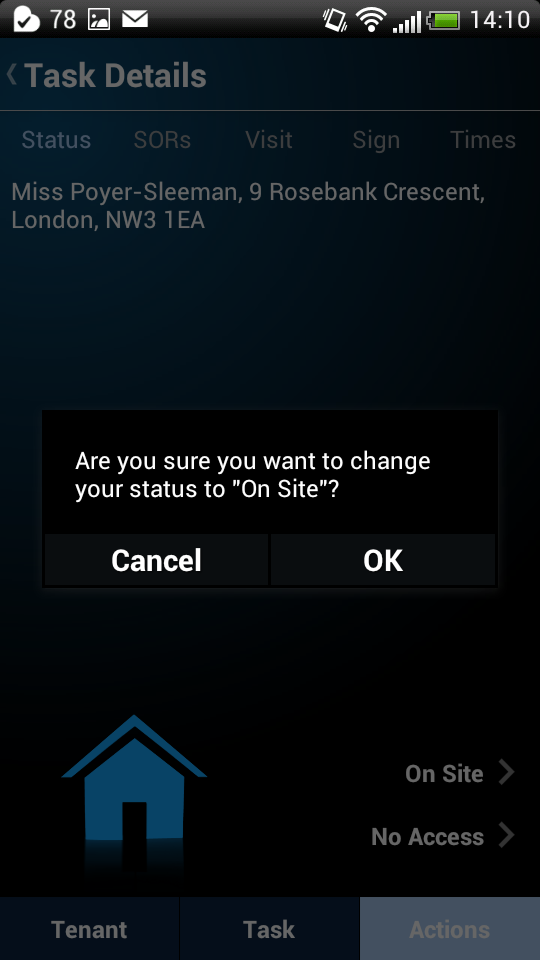 78 14:10
Task Details
Status SORs Visit Sign Times
Miss Poyer-Sleeman, 9 Rosebank Crescent,
London, NW3 1EA
Are you sure you want to change
your status to "On Site"?
Cancel OK
On Site
No Access
Tenant Task Actions